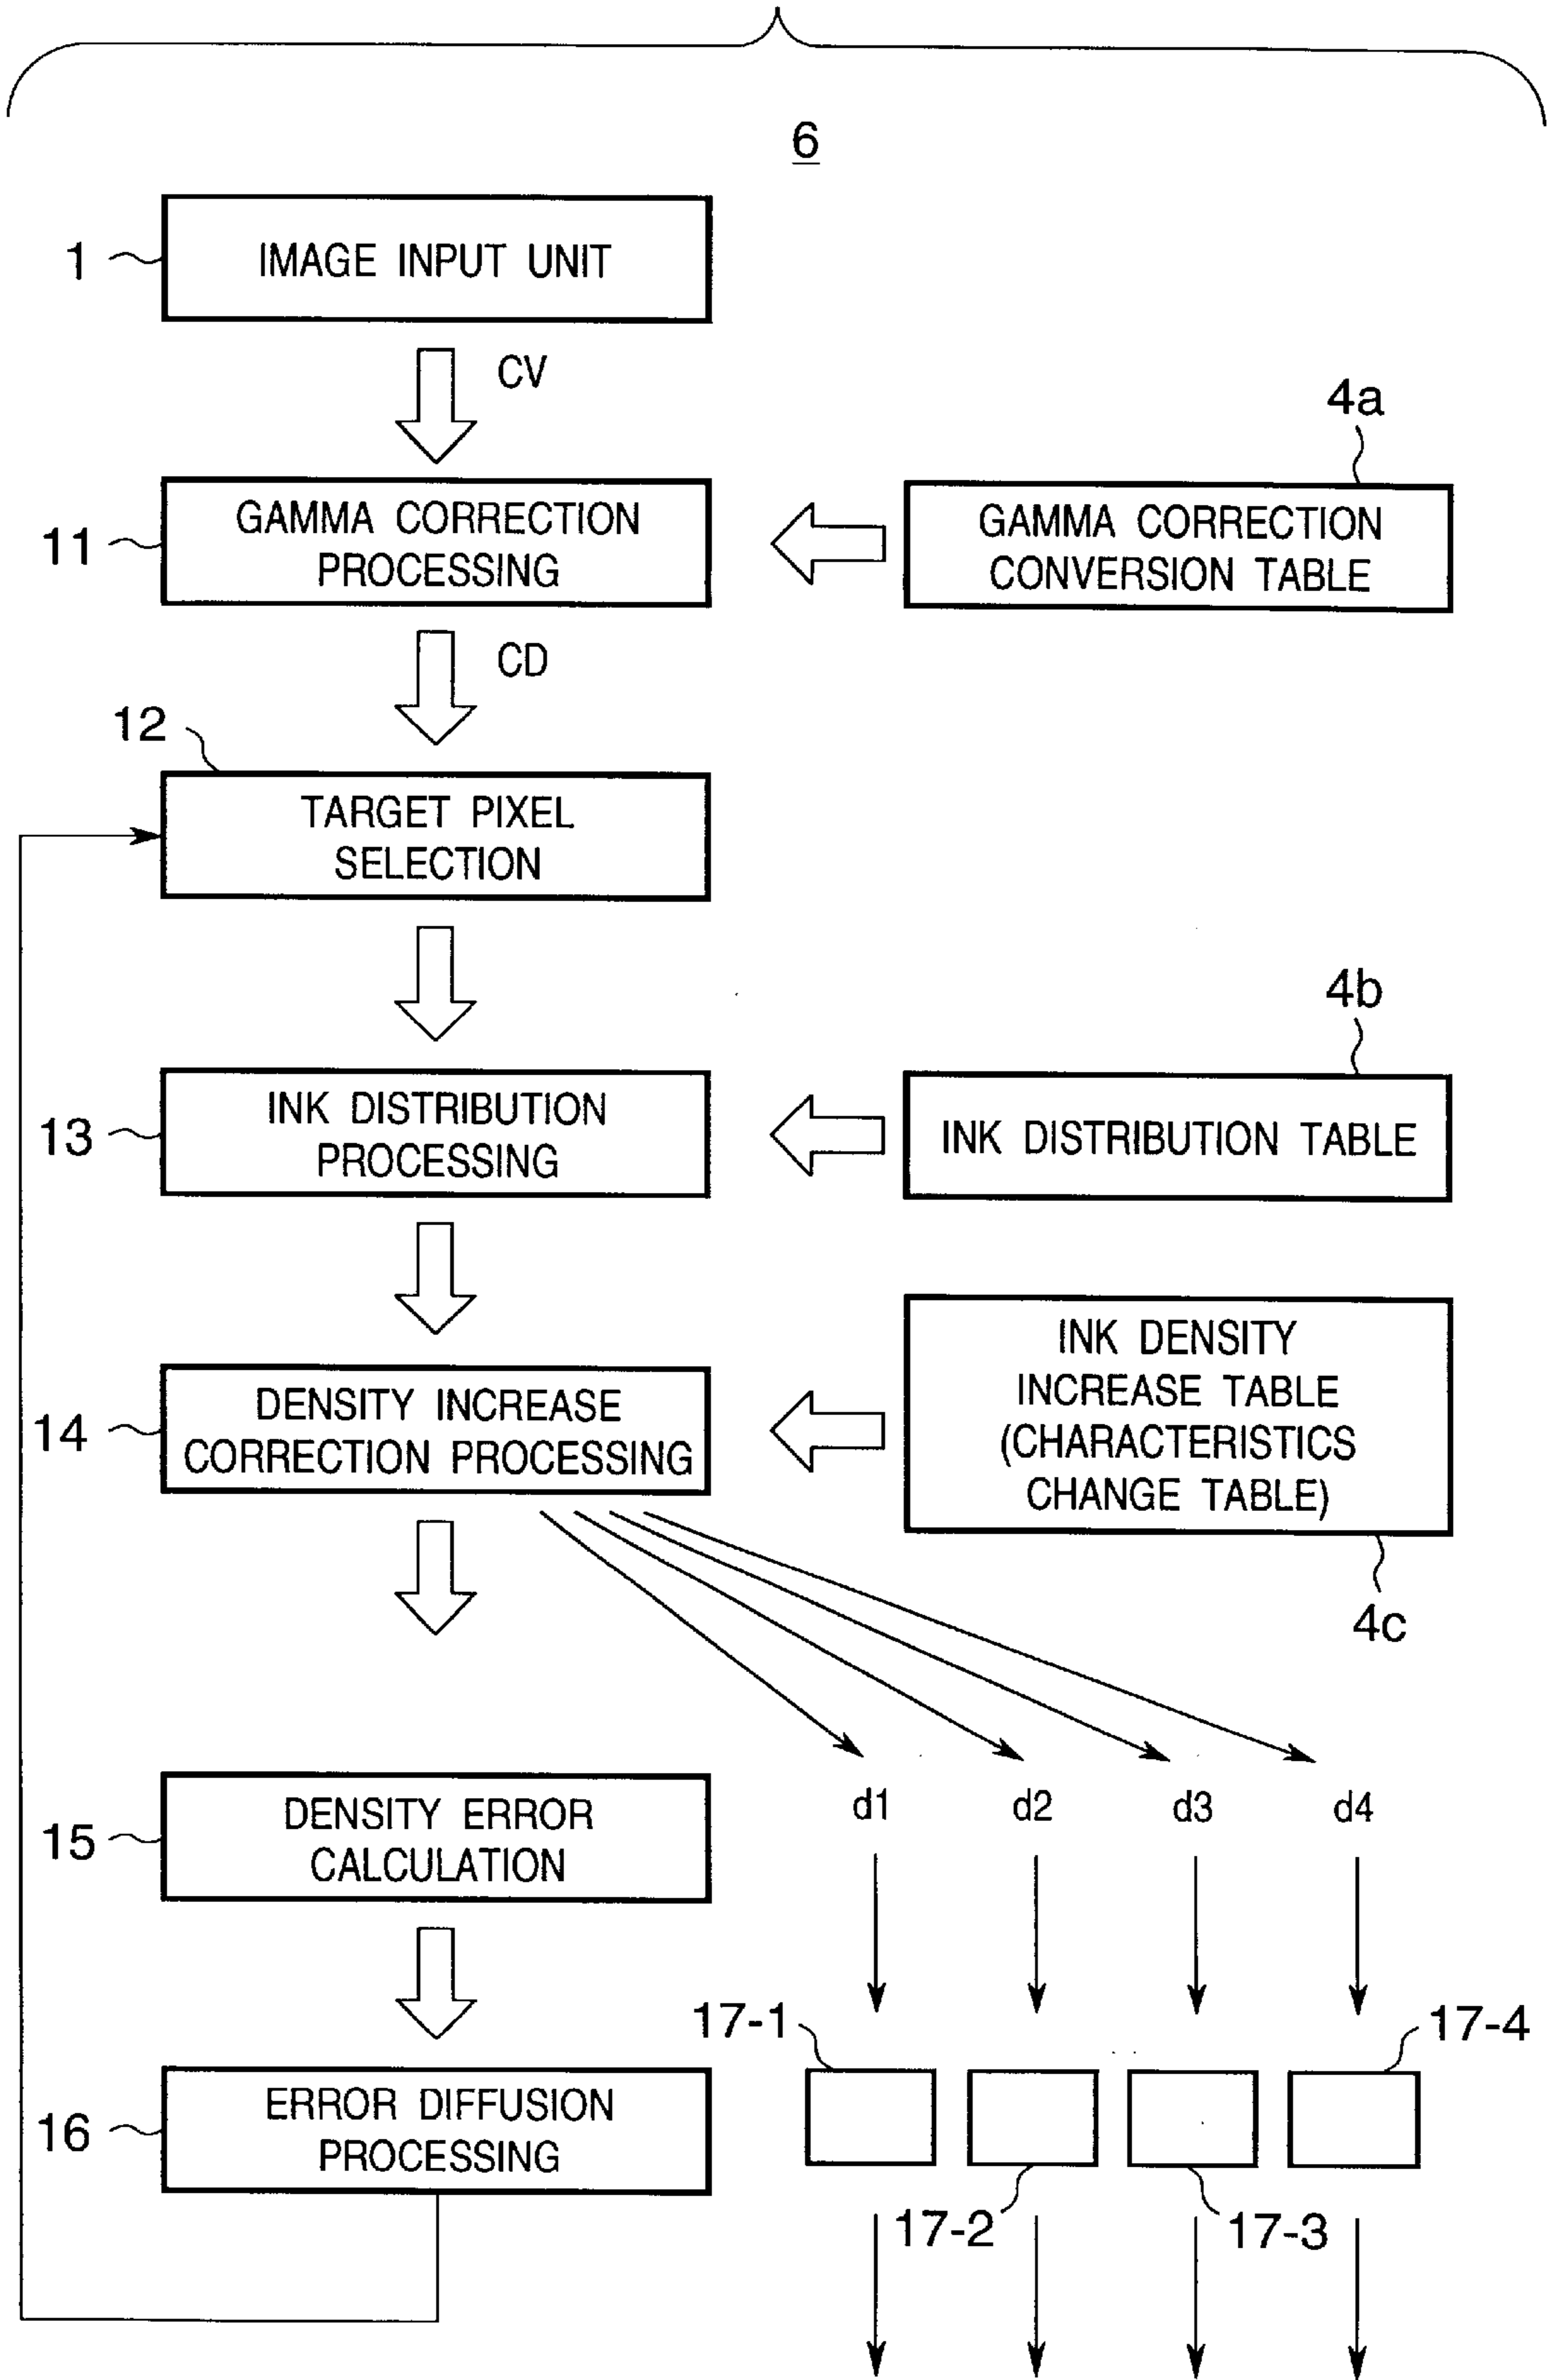 6
1
IMAGE INPUT UNIT
CV
4a
11
GAMMA CORRECTION
PROCESSING
GAMMA CORRECTION
CONVERSION TABLE
CD
12
TARGET PIXEL
SELECTION
4b
13
INK DISTRIBUTION
PROCESSING
INK DISTRIBUTION TABLE
14
DENSITY INCREASE
CORRECTION PROCESSING
INK DENSITY
INCREASE TABLE
(CHARACTERISTICS
CHANGE TABLE)
4c
15
DENSITY ERROR
CALCULATION
d1 d2 d3 d4
17-1
17-4
16
ERROR DIFFUSION
PROCESSING
17-2
17-3